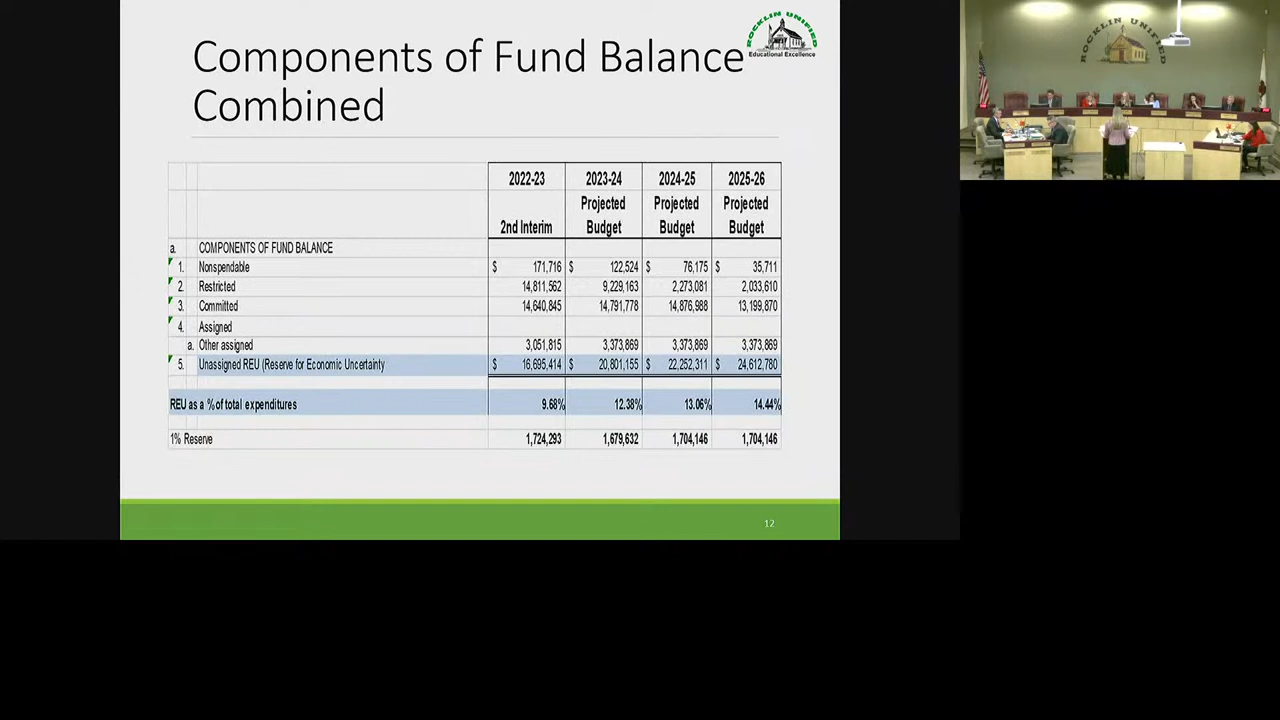 Components of Fund Balance
Combined
ROCKLIN UNIFIED
Educational Excellence
2022-23 2023-24 2024-25 2025-26
Projected Projected Projected
2nd Interim Budget Budget Budget
a. COMPONENTS OF FUND BALANCE
1. Nonspendable $ 171,716 $ 122,524 $ 76,175 $ 35,711
2. Restricted 14,811,562 9,229,163 2,273,081 2,033,610
3. Committed 14,640,845 14,791,778 14,876,988 13,199,870
4. Assigned
a. Other assigned 3,051,815 3,373,869 3,373,869 3,373,869
5. Unassigned REU (Reserve for Economic Uncertainty $ 16,695,414 $ 20,801,155 $ 22,252,311 $ 24,612,780
REU as a % of total expenditures 9.68% 12.38% 13.06% 14.44%
1% Reserve 1,724,293 1,679,632 1,704,146 1,704,146
12
ROCKLIN UNIFIED